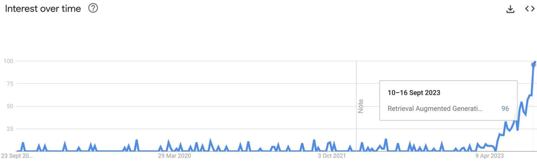 Interest over time
100
75
50
25
Note
10–16 Sept 2023
Retrieval Augmented Generati... 96
23 Sept 20...
29 Mar 2020
3 Oct 2021
9 Apr 2023